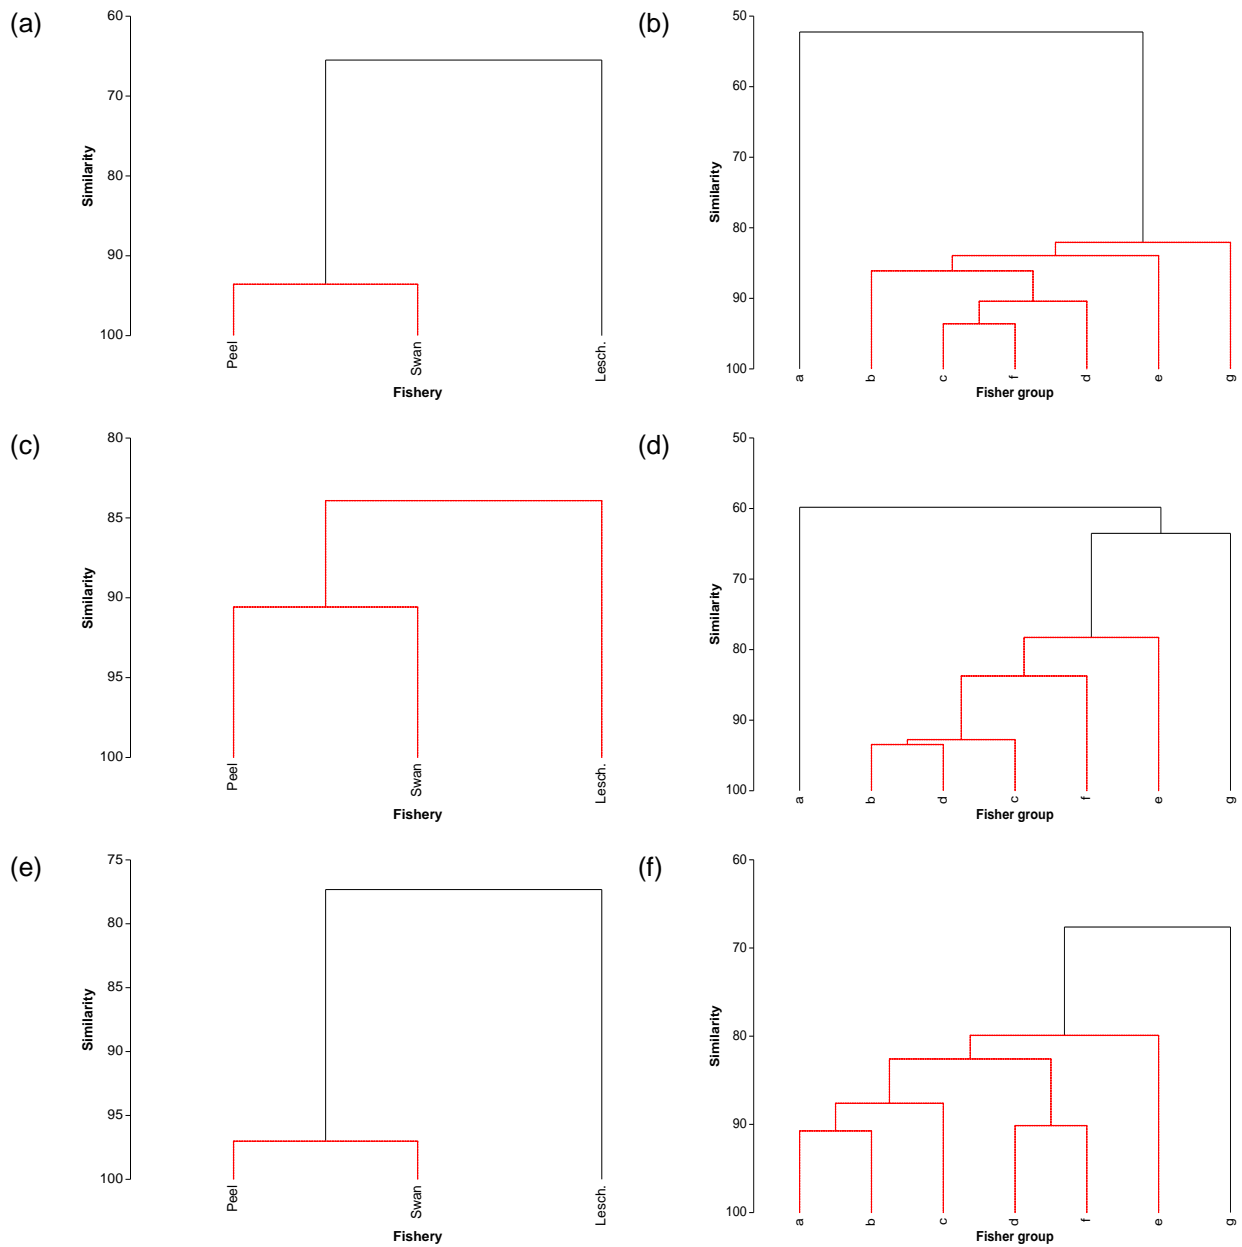 (a)
60
70
80
90
100
Similarity
Peel
Swan
Lesch.
Fishery
(b)
50
60
70
80
90
100
Similarity
a
b
c
f
d
e
g
Fisher group
(c)
80
85
90
95
100
Similarity
Peel
Swan
Lesch.
Fishery
(d)
50
60
70
80
90
100
Similarity
a
b
d
c
f
e
g
Fisher group
(e)
75
80
85
90
95
100
Similarity
Peel
Swan
Lesch.
Fishery
(f)
60
70
80
90
100
Similarity
a
b
c
d
f
e
g
Fisher group